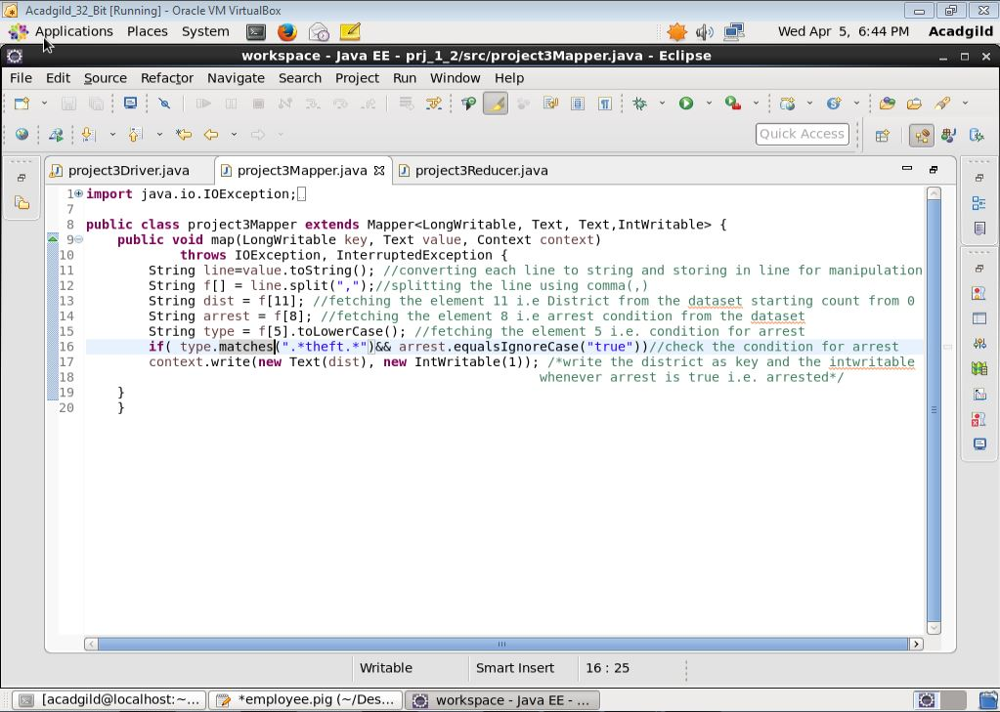 Acadgild_32_Bit [Running] - Oracle VM VirtualBox
Applications Places System Wed Apr 5, 6:44 PM Acadgild
workspace - Java EE - prj_1_2/src/project3Mapper.java - Eclipse
File Edit Source Refactor Navigate Search Project Run Window Help
Quick Access
project3Driver.java project3Mapper.java project3Reducer.java
1 import java.io.IOException;
7
8 public class project3Mapper extends Mapper<LongWritable, Text, Text,IntWritable> {
9 public void map(LongWritable key, Text value, Context context)
10 throws IOException, InterruptedException {
11 String line=value.toString(); //converting each line to string and storing in line for manipulation
12 String f[] = line.split(",");//splitting the line using comma(,)
13 String dist = f[11]; //fetching the element 11 i.e District from the dataset starting count from 0
14 String arrest = f[8]; //fetching the element 8 i.e arrest condition from the dataset
15 String type = f[5].toLowerCase(); //fetching the element 5 i.e. condition for arrest
16 if( type.matches(".*theft.*")&& arrest.equalsIgnoreCase("true"))//check the condition for arrest
17 context.write(new Text(dist), new IntWritable(1)); /*write the district as key and the intwritable
18 whenever arrest is true i.e. arrested*/
19 }
20 }
Writable Smart Insert 16 : 25
[acadgild@localhost:~... *employee.pig (~/Des... workspace - Java EE - ...